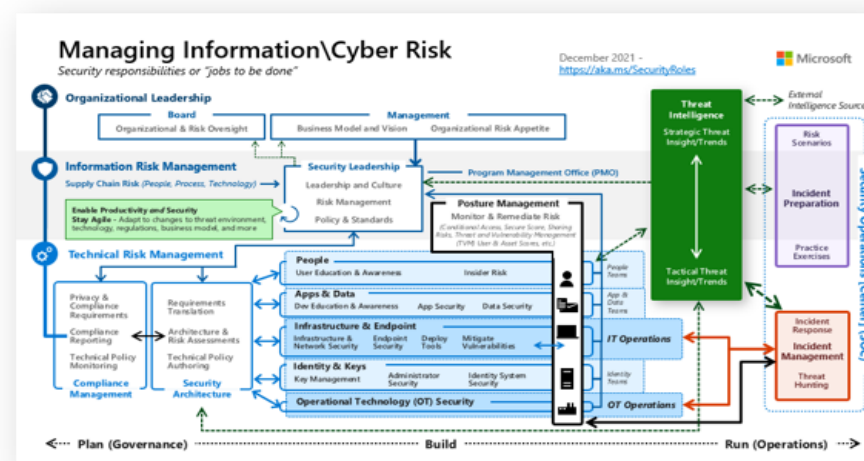 Managing Information\Cyber Risk
Security responsibilities or "jobs to be done"
December 2021 -
https://aka.ms/SecurityRoles
Microsoft
Organizational Leadership
Board
Organizational & Risk Oversight
Management
Business Model and Vision
Organizational Risk Appetite
Threat
Intelligence
Strategic Threat
Insight/Trends
Tactical Threat
Insight/Trends
External
Intelligence Source
Information Risk Management
Supply Chain Risk (People, Process, Technology)
Security Leadership
Leadership and Culture
Risk Management
Policy & Standards
Program Management Office (PMO)
Enable Productivity and Security
Stay Agile - Adapt to changes to threat environment,
technology, regulations, business model, and more
Posture Management
Monitor & Remediate Risk
(Conditional Access, Secure Score, Sharing
Risks, Threat and Vulnerability Management
(TVM) User & Asset Scores, etc.)
Risk
Scenarios
Incident
Preparation
Practice
Exercises
Technical Risk Management
Privacy &
Compliance
Requirements
Compliance
Reporting
Technical Policy
Monitoring
Compliance
Management
Requirements
Translation
Architecture &
Risk Assessments
Technical Policy
Authoring
Security
Architecture
People
User Education & Awareness
Insider Risk
People
Teams
Apps & Data
Dev Education & Awareness
App Security
Data Security
App &
Data
Teams
Infrastructure & Endpoint
Infrastructure &
Network Security
Endpoint
Security
Deploy
Tools
Mitigate
Vulnerabilities
IT Operations
Identity & Keys
Key Management
Administrator
Security
Identity System
Security
Identity
Teams
Operational Technology (OT) Security
OT Operations
Incident
Response
Incident
Management
Threat
Hunting
Plan (Governance)
Build
Run (Operations)